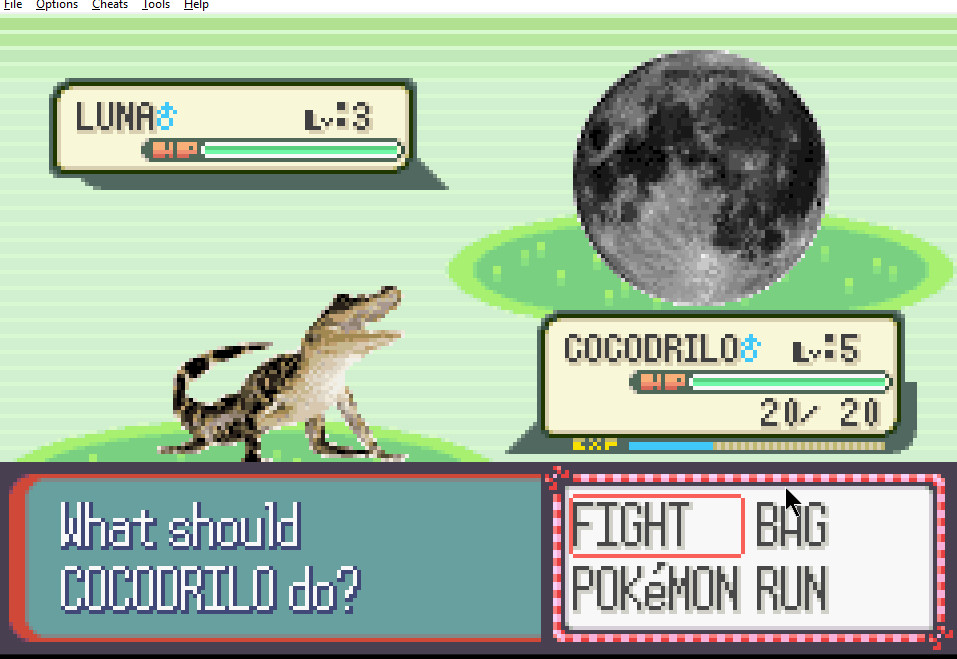 File Options Cheats Tools Help
LUNA♂ Lv:3
HP
COCODRILO♂ Lv:5
HP
20/ 20
EXP
What should
COCODRILO do?
FIGHT BAG
POKéMON RUN